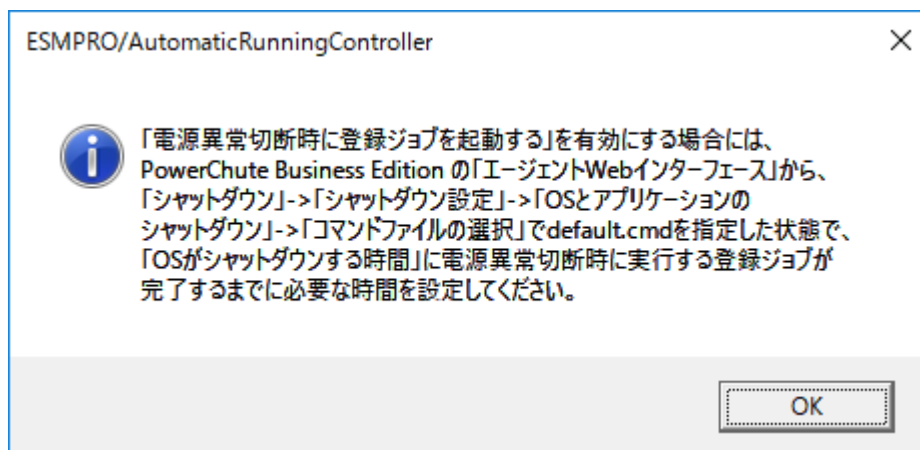 ESMPRO/AutomaticRunningController
「電源異常切断時に登録ジョブを起動する」を有効にする場合には、
PowerChute Business Edition の「エージェントWebインターフェース」から、
「シャットダウン」->「シャットダウン設定」->「OSとアプリケーションの
シャットダウン」->「コマンドファイルの選択」でdefault.cmdを指定した状態で、
「OSがシャットダウンする時間」に電源異常切断時に実行する登録ジョブが
完了するまでに必要な時間を設定してください。
OK